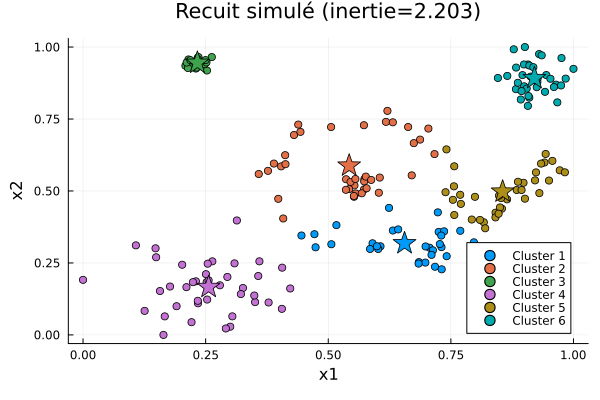 Recuit simulé (inertie=2.203)
1.00
0.75
0.50
0.25
0.00
x2
0.00
0.25
0.50
0.75
1.00
x1
Cluster 1
Cluster 2
Cluster 3
Cluster 4
Cluster 5
Cluster 6